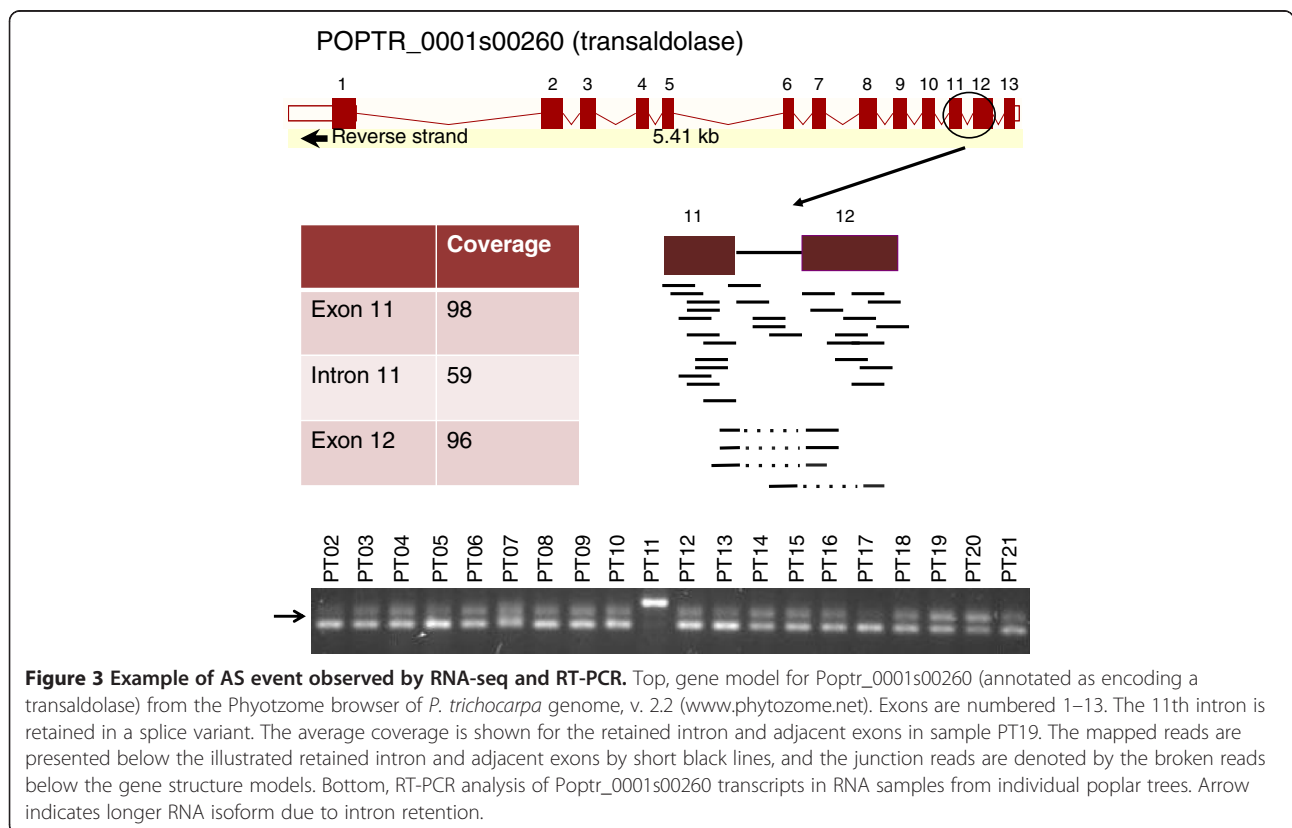 POPTR_0001s00260 (transaldolase)
1 2 3 4 5 6 7 8 9 10 11 12 13
Reverse strand 5.41 kb
11 12
Coverage
Exon 11 98
Intron 11 59
Exon 12 96
PT02 PT03 PT04 PT05 PT06 PT07 PT08 PT09 PT10 PT11 PT12 PT13 PT14 PT15 PT16 PT17 PT18 PT19 PT20 PT21
Figure 3 Example of AS event observed by RNA-seq and RT-PCR. Top, gene model for Poptr_0001s00260 (annotated as encoding a
transaldolase) from the Phyotzome browser of P. trichocarpa genome, v. 2.2 (www.phytozome.net). Exons are numbered 1–13. The 11th intron is
retained in a splice variant. The average coverage is shown for the retained intron and adjacent exons in sample PT19. The mapped reads are
presented below the illustrated retained intron and adjacent exons by short black lines, and the junction reads are denoted by the broken reads
below the gene structure models. Bottom, RT-PCR analysis of Poptr_0001s00260 transcripts in RNA samples from individual poplar trees. Arrow
indicates longer RNA isoform due to intron retention.